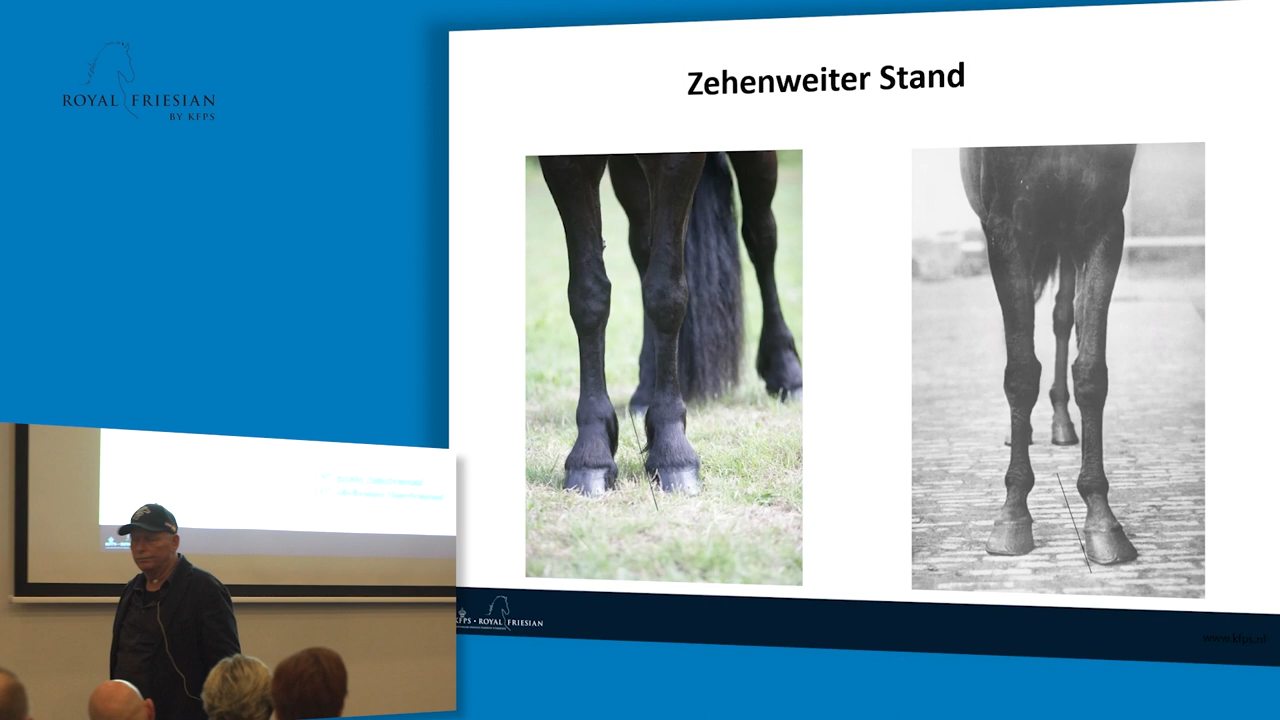 ROYAL FRIESIAN
BY KFPS
Zehenweiter Stand
KFPS • ROYAL FRIESIAN
www.kfps.nl